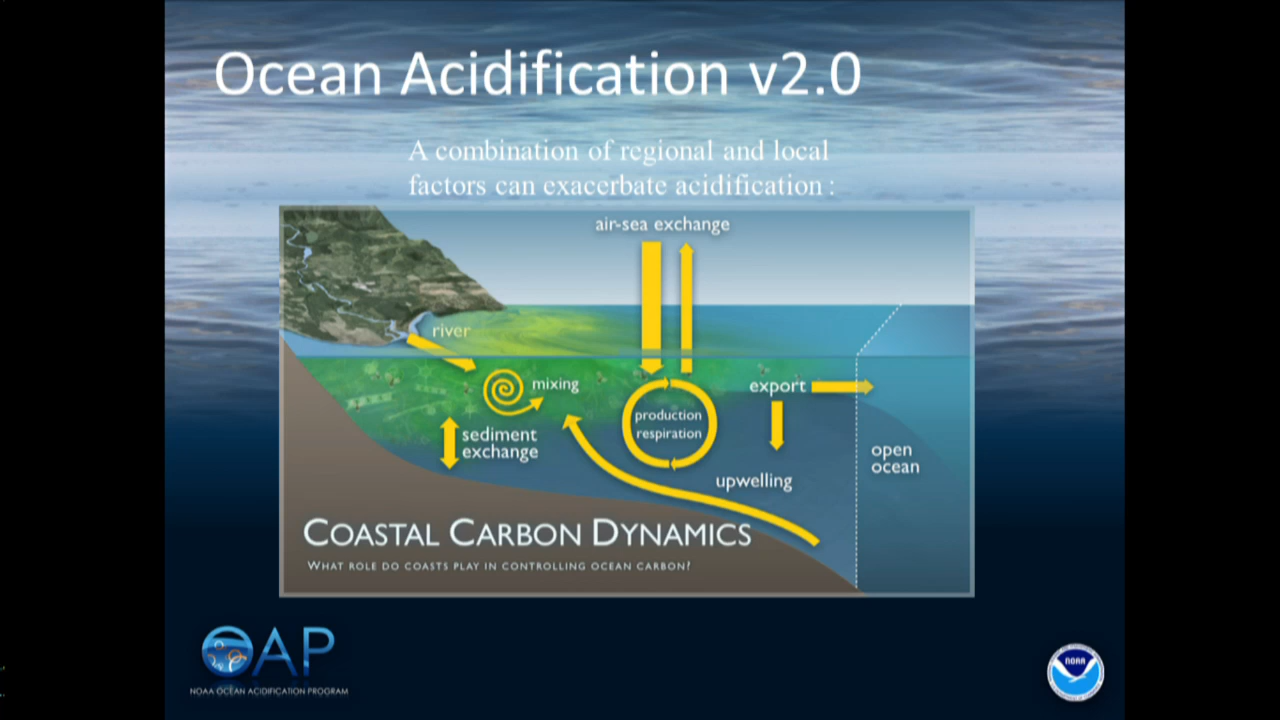 Ocean Acidification v2.0
A combination of regional and local
factors can exacerbate acidification :
air-sea exchange
river
mixing
production
respiration
export
sediment
exchange
open
ocean
upwelling
COASTAL CARBON DYNAMICS
WHAT ROLE DO COASTS PLAY IN CONTROLLING OCEAN CARBON?
OAP
NOAA OCEAN ACIDIFICATION PROGRAM
NOAA